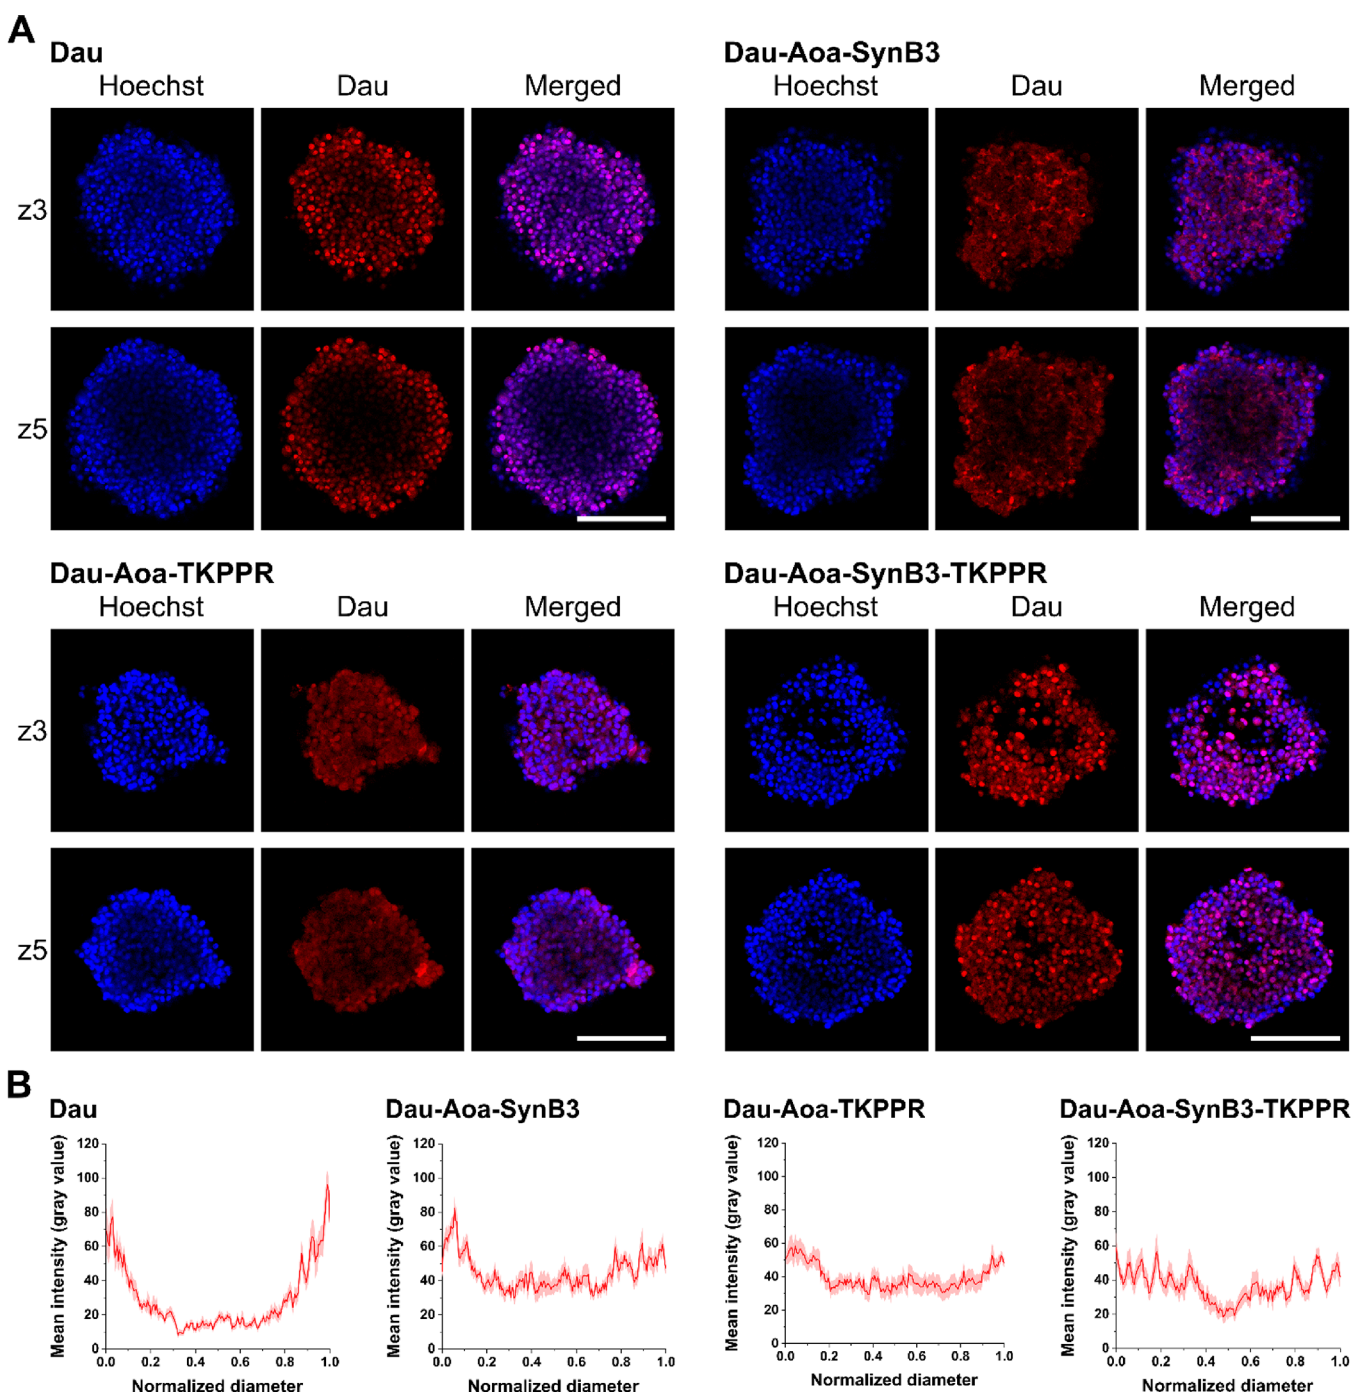 A
Dau
Hoechst Dau Merged
Dau-Aoa-SynB3
Hoechst Dau Merged
z3
z5
Dau-Aoa-TKPPR
Hoechst Dau Merged
Dau-Aoa-SynB3-TKPPR
Hoechst Dau Merged
z3
z5
B
Dau
Mean intensity (gray value)
120
100
80
60
40
20
0
0.0 0.2 0.4 0.6 0.8 1.0
Normalized diameter
Dau-Aoa-SynB3
Mean intensity (gray value)
120
100
80
60
40
20
0
0.0 0.2 0.4 0.6 0.8 1.0
Normalized diameter
Dau-Aoa-TKPPR
Mean intensity (gray value)
120
100
80
60
40
20
0
0.0 0.2 0.4 0.6 0.8 1.0
Normalized diameter
Dau-Aoa-SynB3-TKPPR
Mean intensity (gray value)
120
100
80
60
40
20
0
0.0 0.2 0.4 0.6 0.8 1.0
Normalized diameter